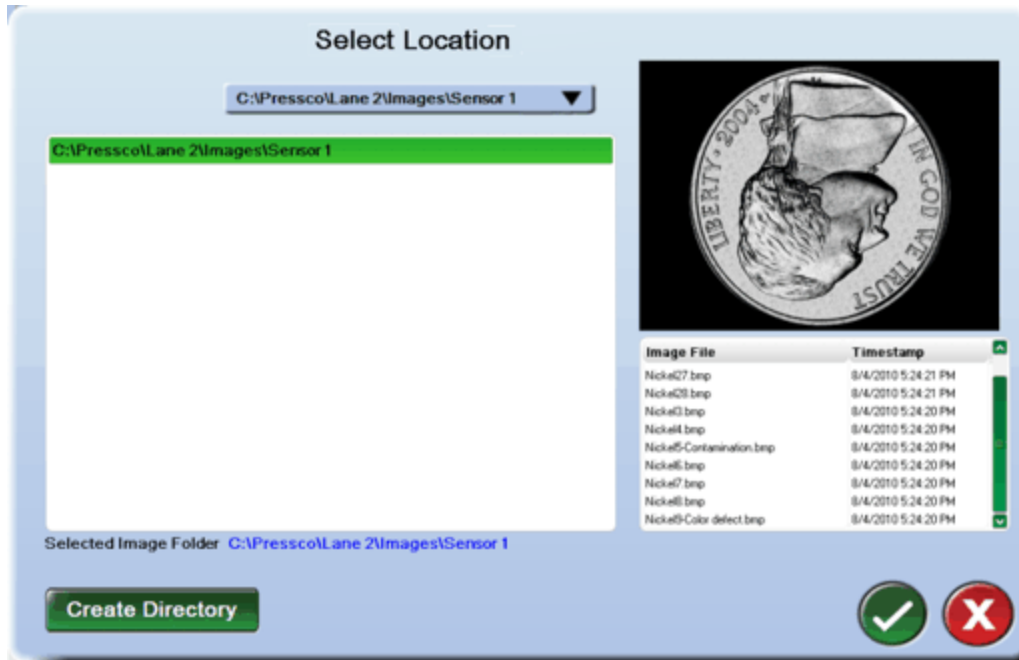 Select Location
C:\Pressco\Lane 2\Images\Sensor 1
C:\Pressco\Lane 2\Images\Sensor 1
LIBERTY · 2004
IN GOD WE TRUST
Image File Timestamp
Nickel27.bmp 8/4/2010 5:24:21 PM
Nickel28.bmp 8/4/2010 5:24:21 PM
Nickel3.bmp 8/4/2010 5:24:20 PM
Nickel4.bmp 8/4/2010 5:24:20 PM
Nickel5-Contamination.bmp 8/4/2010 5:24:20 PM
Nickel6.bmp 8/4/2010 5:24:20 PM
Nickel7.bmp 8/4/2010 5:24:20 PM
Nickel8.bmp 8/4/2010 5:24:20 PM
Nickel9-Color defect.bmp 8/4/2010 5:24:20 PM
Selected Image Folder C:\Pressco\Lane 2\Images\Sensor 1
Create Directory